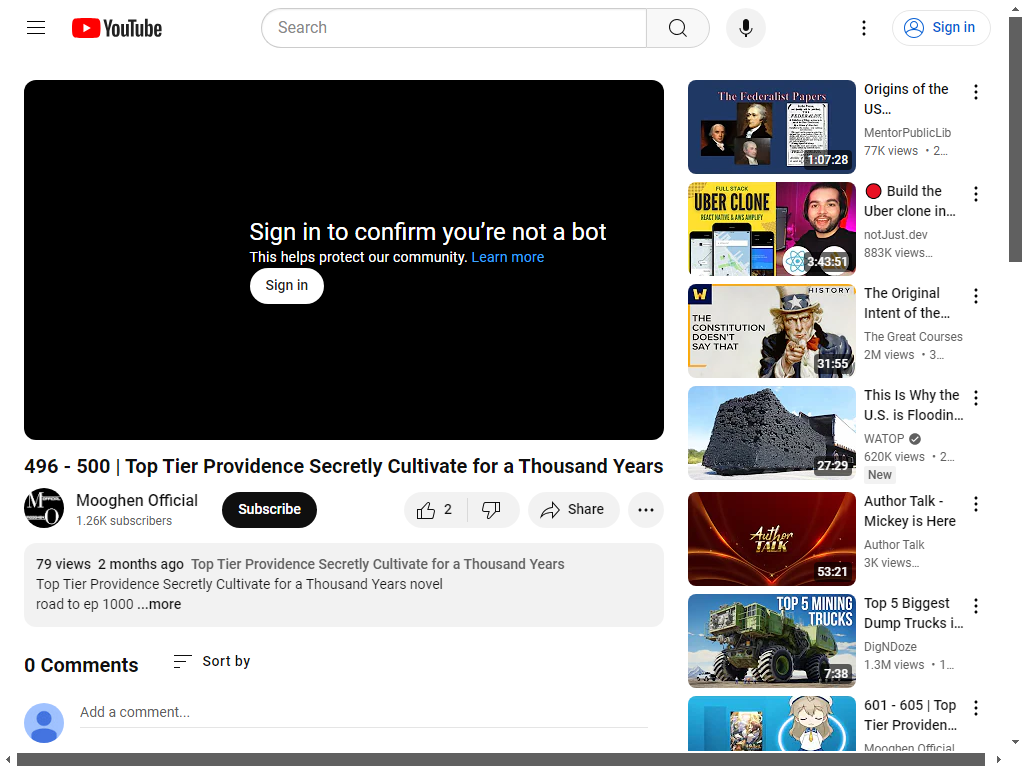 YouTube
Search
Sign in
Sign in to confirm you’re not a bot
This helps protect our community. Learn more
Sign in
496 - 500 | Top Tier Providence Secretly Cultivate for a Thousand Years
Mooghen Official
1.26K subscribers
Subscribe
2
Share
79 views 2 months ago Top Tier Providence Secretly Cultivate for a Thousand Years
Top Tier Providence Secretly Cultivate for a Thousand Years novel
road to ep 1000 ...more
0 Comments
Sort by
Add a comment...
The Federalist Papers
1:07:28
Origins of the
US...
MentorPublicLib
77K views • 2...
FULL STACK
UBER CLONE
REACT NATIVE & AWS AMPLIFY
3:43:51
Build the
Uber clone in...
notJust.dev
883K views...
W
HISTORY
THE
CONSTITUTION
DOESN'T
SAY THAT
31:55
The Original
Intent of the...
The Great Courses
2M views • 3...
27:29
This Is Why the
U.S. is Floodin...
WATOP
620K views • 2...
New
Author
TALK
53:21
Author Talk -
Mickey is Here
Author Talk
3K views...
TOP 5 MINING
TRUCKS
7:38
Top 5 Biggest
Dump Trucks i...
DigNDoze
1.3M views • 1...
601 - 605 | Top
Tier Providen...
Mooghen Official